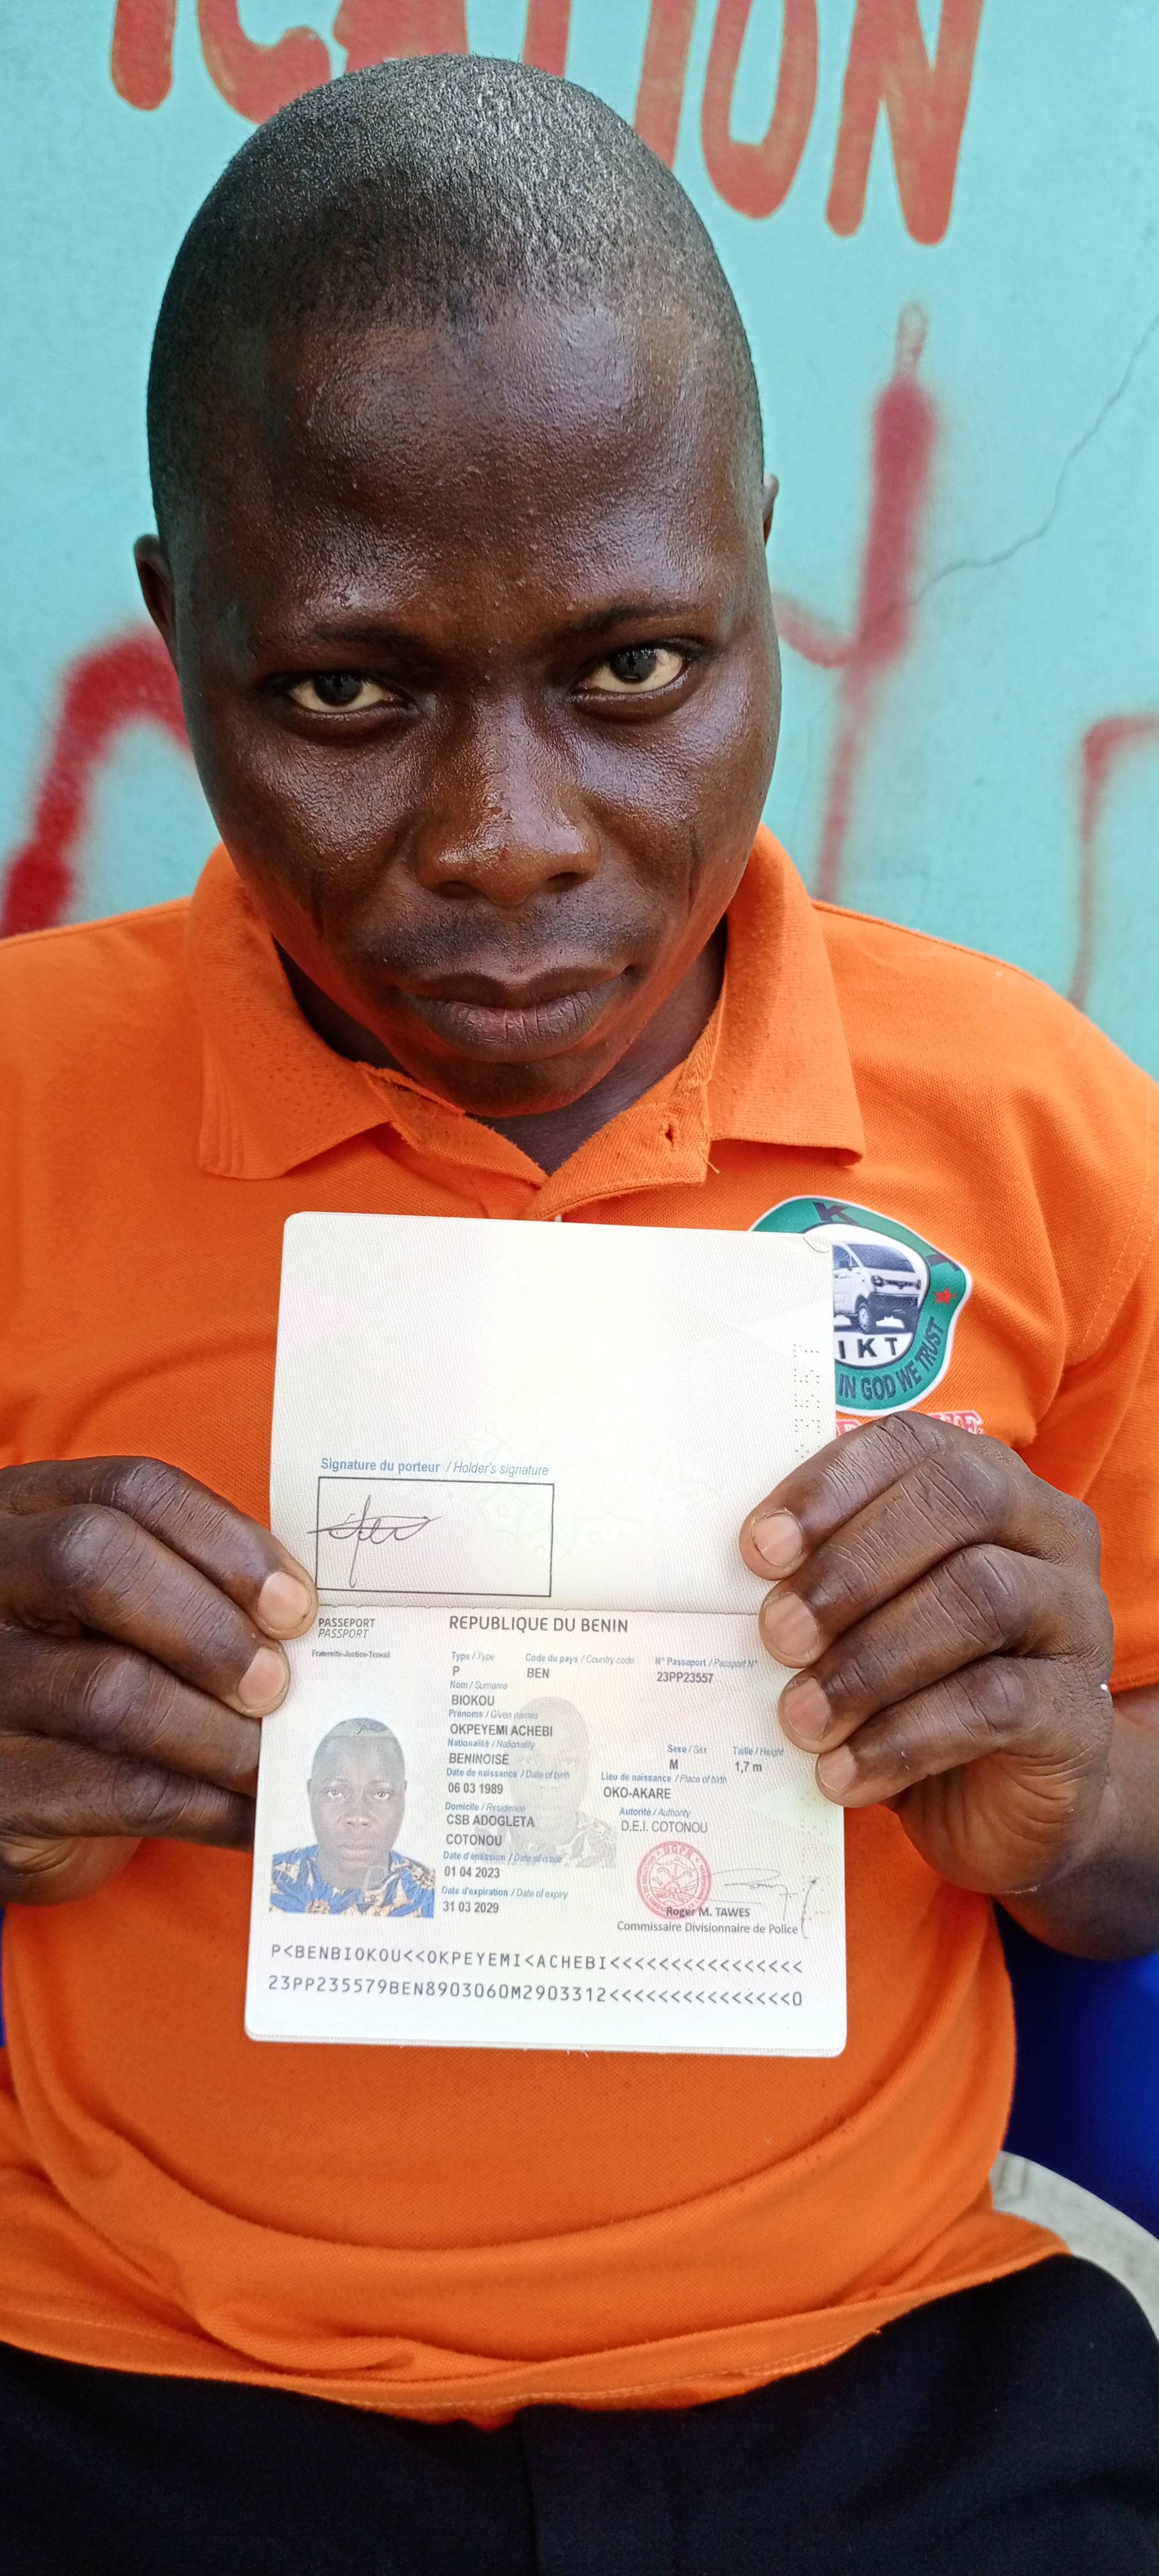 ICATION
K
IKT
IN GOD WE TRUST
Signature du porteur / Holder's signature
PASSEPORT
PASSPORT
Fraternité-Justice-Travail
REPUBLIQUE DU BENIN
Type / Type Code du pays / Country code N° Passeport / Passport N°
P BEN 23PP23557
Nom / Surname
BIOKOU
Prénoms / Given names
OKPEYEMI ACHEBI
Nationalité / Nationality Sexe / Sex Taille / Height
BENINOISE M 1,7 m
Date de naissance / Date of birth Lieu de naissance / Place of birth
06 03 1989 OKO-AKARE
Domicile / Residence Autorité / Authority
CSB ADOGLETA D.E.I. COTONOU
COTONOU
Date d'émission / Date of issue
01 04 2023
Date d'expiration / Date of expiry
31 03 2029
Roger M. TAWES
Commissaire Divisionnaire de Police
P<BENBIOKOU<<OKPEYEMI<ACHEBI<<<<<<<<<<<<<<<<
23PP235579BEN8903060M2903312<<<<<<<<<<<<<<<0